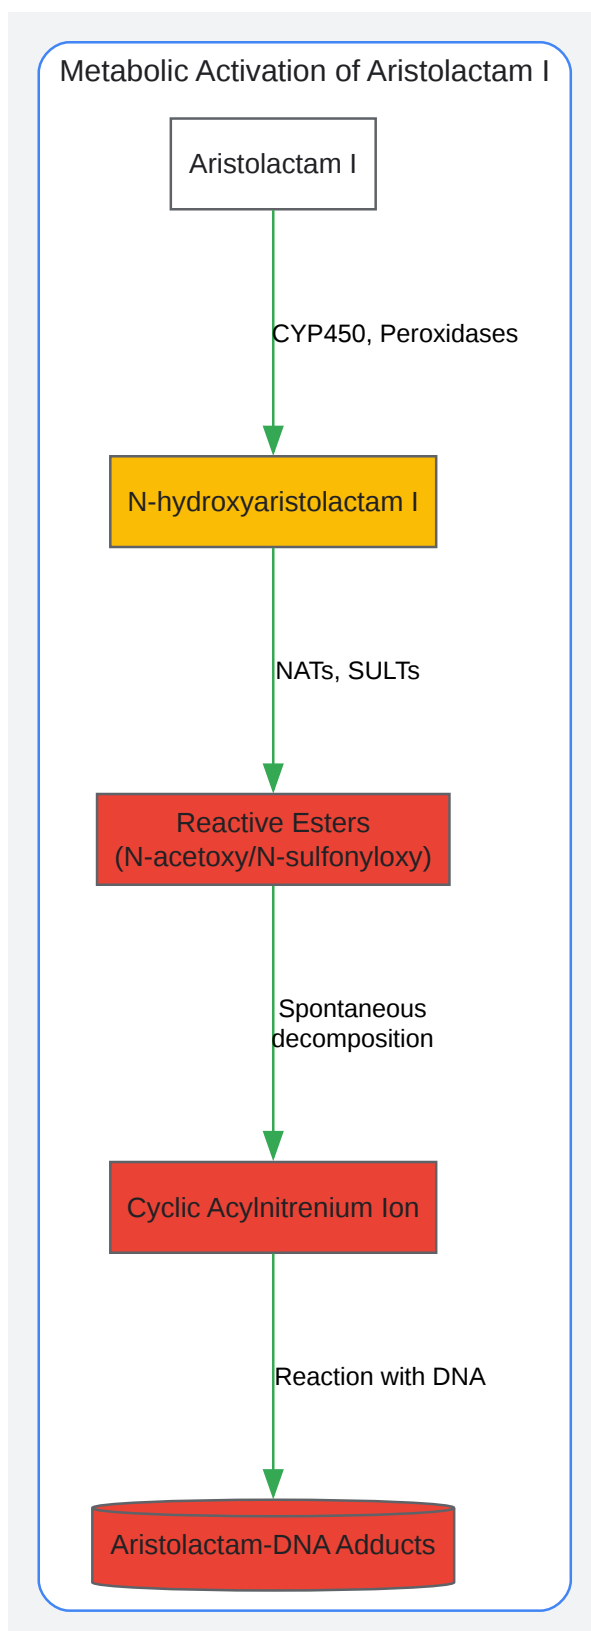 Metabolic Activation of Aristolactam I
Aristolactam I
CYP450, Peroxidases
N-hydroxyaristolactam I
NATs, SULTs
Reactive Esters
(N-acetoxy/N-sulfonyloxy)
Spontaneous
decomposition
Cyclic Acylnitrenium Ion
Reaction with DNA
Aristolactam-DNA Adducts